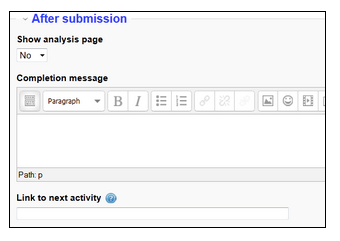 After submission
Show analysis page
No
Completion message
Paragraph
B I
Path: p
Link to next activity